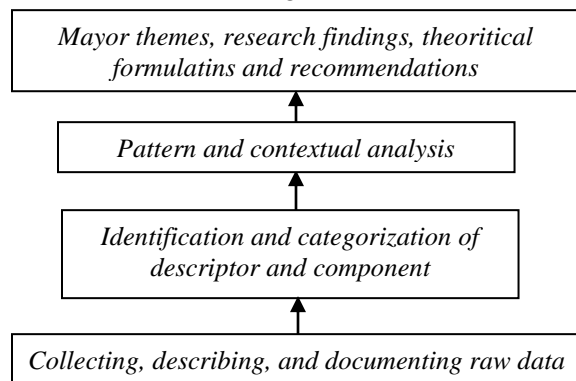 Mayor themes, research findings, theoritical
formulatins and recommendations
Pattern and contextual analysis
Identification and categorization of
descriptor and component
Collecting, describing, and documenting raw data